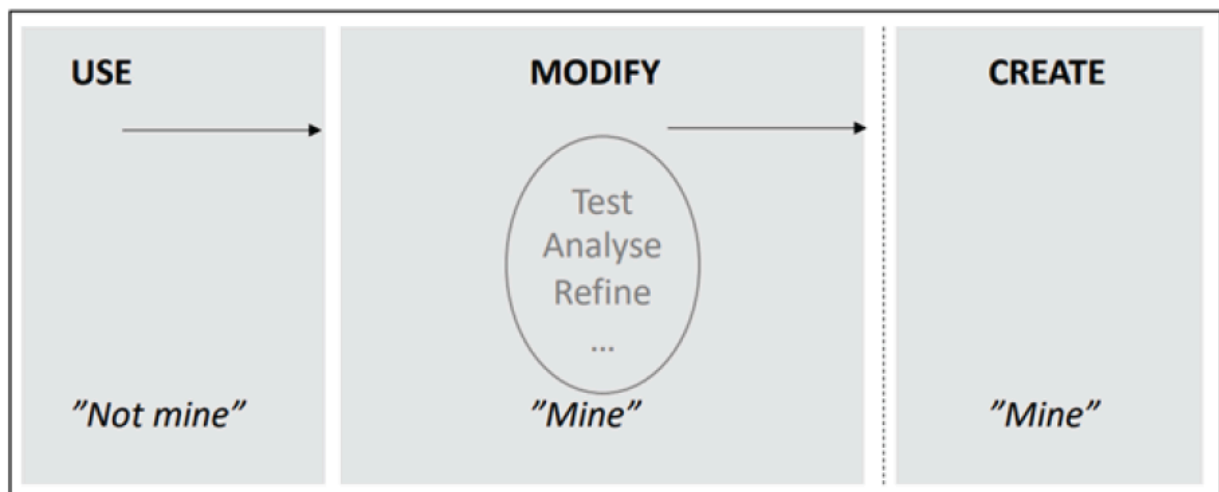 USE
MODIFY
CREATE
Test
Analyse
Refine
...
”Not mine”
”Mine”
”Mine”